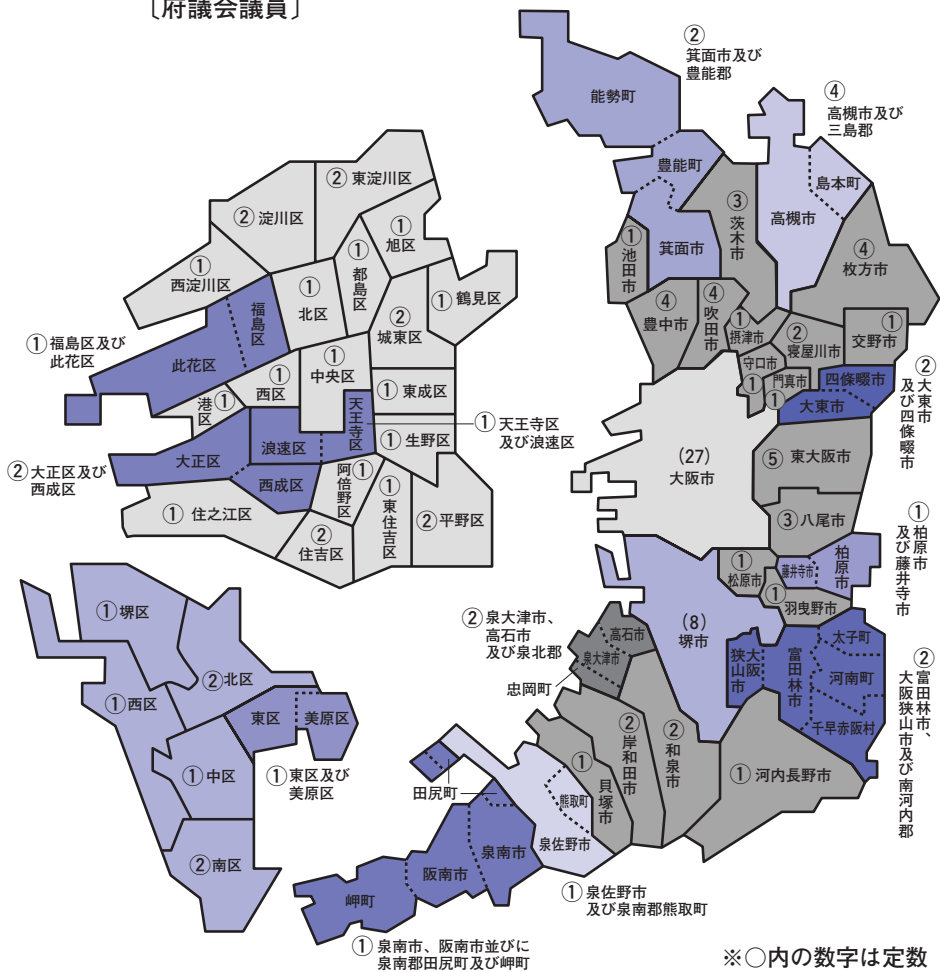 〔府議会議員〕
② 東淀川区
② 淀川区
①
旭区
①
西淀川区
①
都島区
①
北区
① 鶴見区
②
城東区
福島区
此花区
① 福島区及び
此花区
①
中央区
①
西区
① 東成区
①
港区
天王寺区
① 天王寺区
及び浪速区
浪速区
① 生野区
大正区
② 大正区及び
西成区
西成区
①
阿倍野区
①
東住吉区
② 平野区
① 住之江区
②
住吉区
① 堺区
② 北区
① 西区
東区
美原区
① 東区及び
美原区
① 中区
② 南区
②
箕面市及び
豊能郡
能勢町
豊能町
箕面市
④
高槻市及び
三島郡
島本町
高槻市
③
茨木市
①
池田市
④
枚方市
④
豊中市
④
吹田市
①
摂津市
②
寝屋川市
①
交野市
守口市
①
門真市
①
四條畷市
大東市
② 大東市
及び四條畷市
(27)
大阪市
⑤ 東大阪市
③ 八尾市
① 柏原市
及び藤井寺市
柏原市
藤井寺市
①
松原市
①
羽曳野市
(8)
堺市
② 泉大津市、
高石市
及び泉北郡
高石市
泉大津市
忠岡町
大阪
狭山市
富田林市
太子町
河南町
千早赤阪村
② 富田林市、
大阪狭山市及び南河内郡
① 河内長野市
②
和泉市
②
岸和田市
①
貝塚市
熊取町
泉佐野市
① 泉佐野市
及び泉南郡熊取町
田尻町
泉南市
阪南市
岬町
① 泉南市、阪南市並びに
泉南郡田尻町及び岬町
※○内の数字は定数